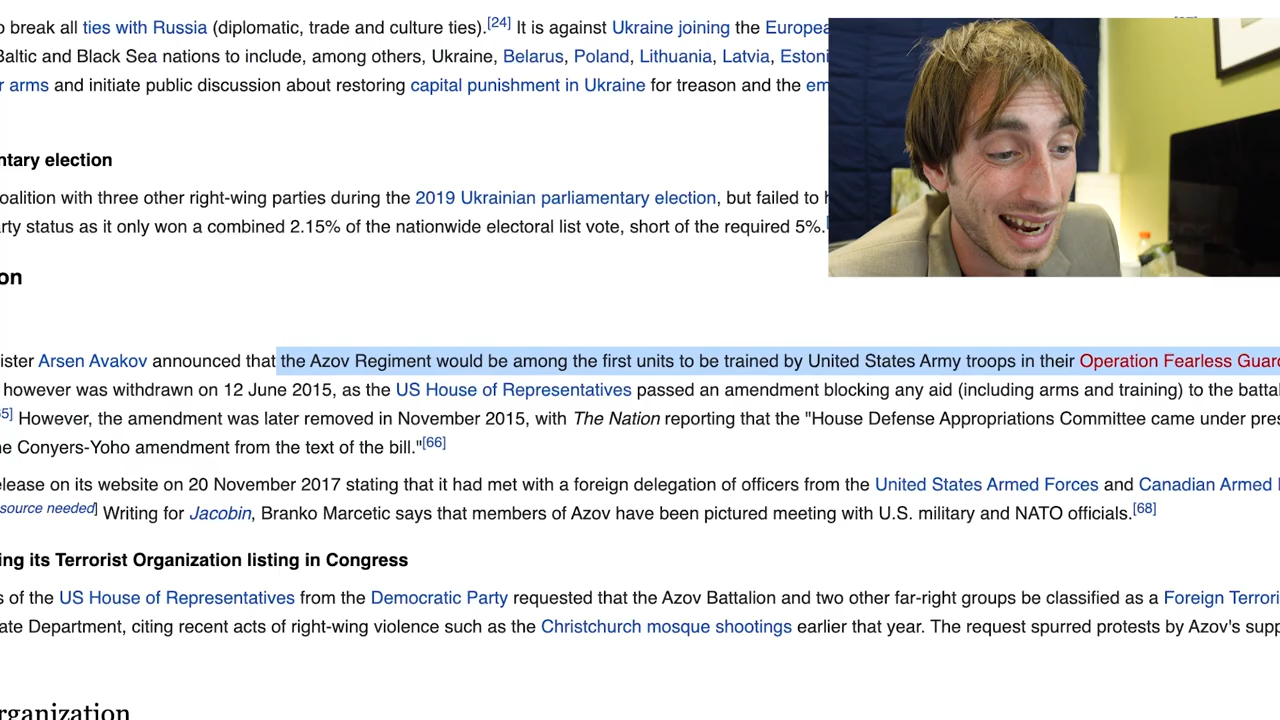 o break all ties with Russia (diplomatic, trade and culture ties).[24] It is against Ukraine joining the Europea
Baltic and Black Sea nations to include, among others, Ukraine, Belarus, Poland, Lithuania, Latvia, Estoni
r arms and initiate public discussion about restoring capital punishment in Ukraine for treason and the em
ntary election
oalition with three other right-wing parties during the 2019 Ukrainian parliamentary election, but failed to h
rty status as it only won a combined 2.15% of the nationwide electoral list vote, short of the required 5%.[
on
ister Arsen Avakov announced that the Azov Regiment would be among the first units to be trained by United States Army troops in their Operation Fearless Guar
however was withdrawn on 12 June 2015, as the US House of Representatives passed an amendment blocking any aid (including arms and training) to the batta
65] However, the amendment was later removed in November 2015, with The Nation reporting that the "House Defense Appropriations Committee came under pres
e Conyers-Yoho amendment from the text of the bill."[66]
elease on its website on 20 November 2017 stating that it had met with a foreign delegation of officers from the United States Armed Forces and Canadian Armed
source needed] Writing for Jacobin, Branko Marcetic says that members of Azov have been pictured meeting with U.S. military and NATO officials.[68]
ing its Terrorist Organization listing in Congress
s of the US House of Representatives from the Democratic Party requested that the Azov Battalion and two other far-right groups be classified as a Foreign Terrori
ate Department, citing recent acts of right-wing violence such as the Christchurch mosque shootings earlier that year. The request spurred protests by Azov's supp
rganization